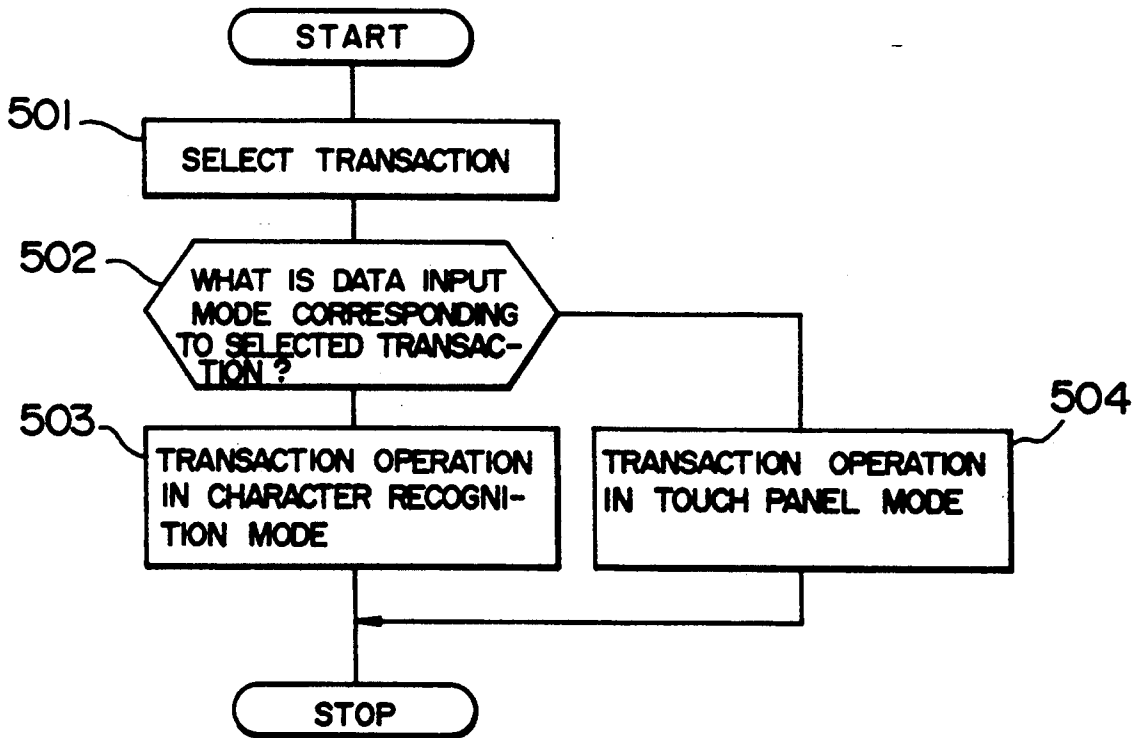 START
501
SELECT TRANSACTION
502
WHAT IS DATA INPUT
MODE CORRESPONDING
TO SELECTED TRANSAC-
TION?
503
TRANSACTION OPERATION
IN CHARACTER RECOGNI-
TION MODE
504
TRANSACTION OPERATION
IN TOUCH PANEL MODE
STOP